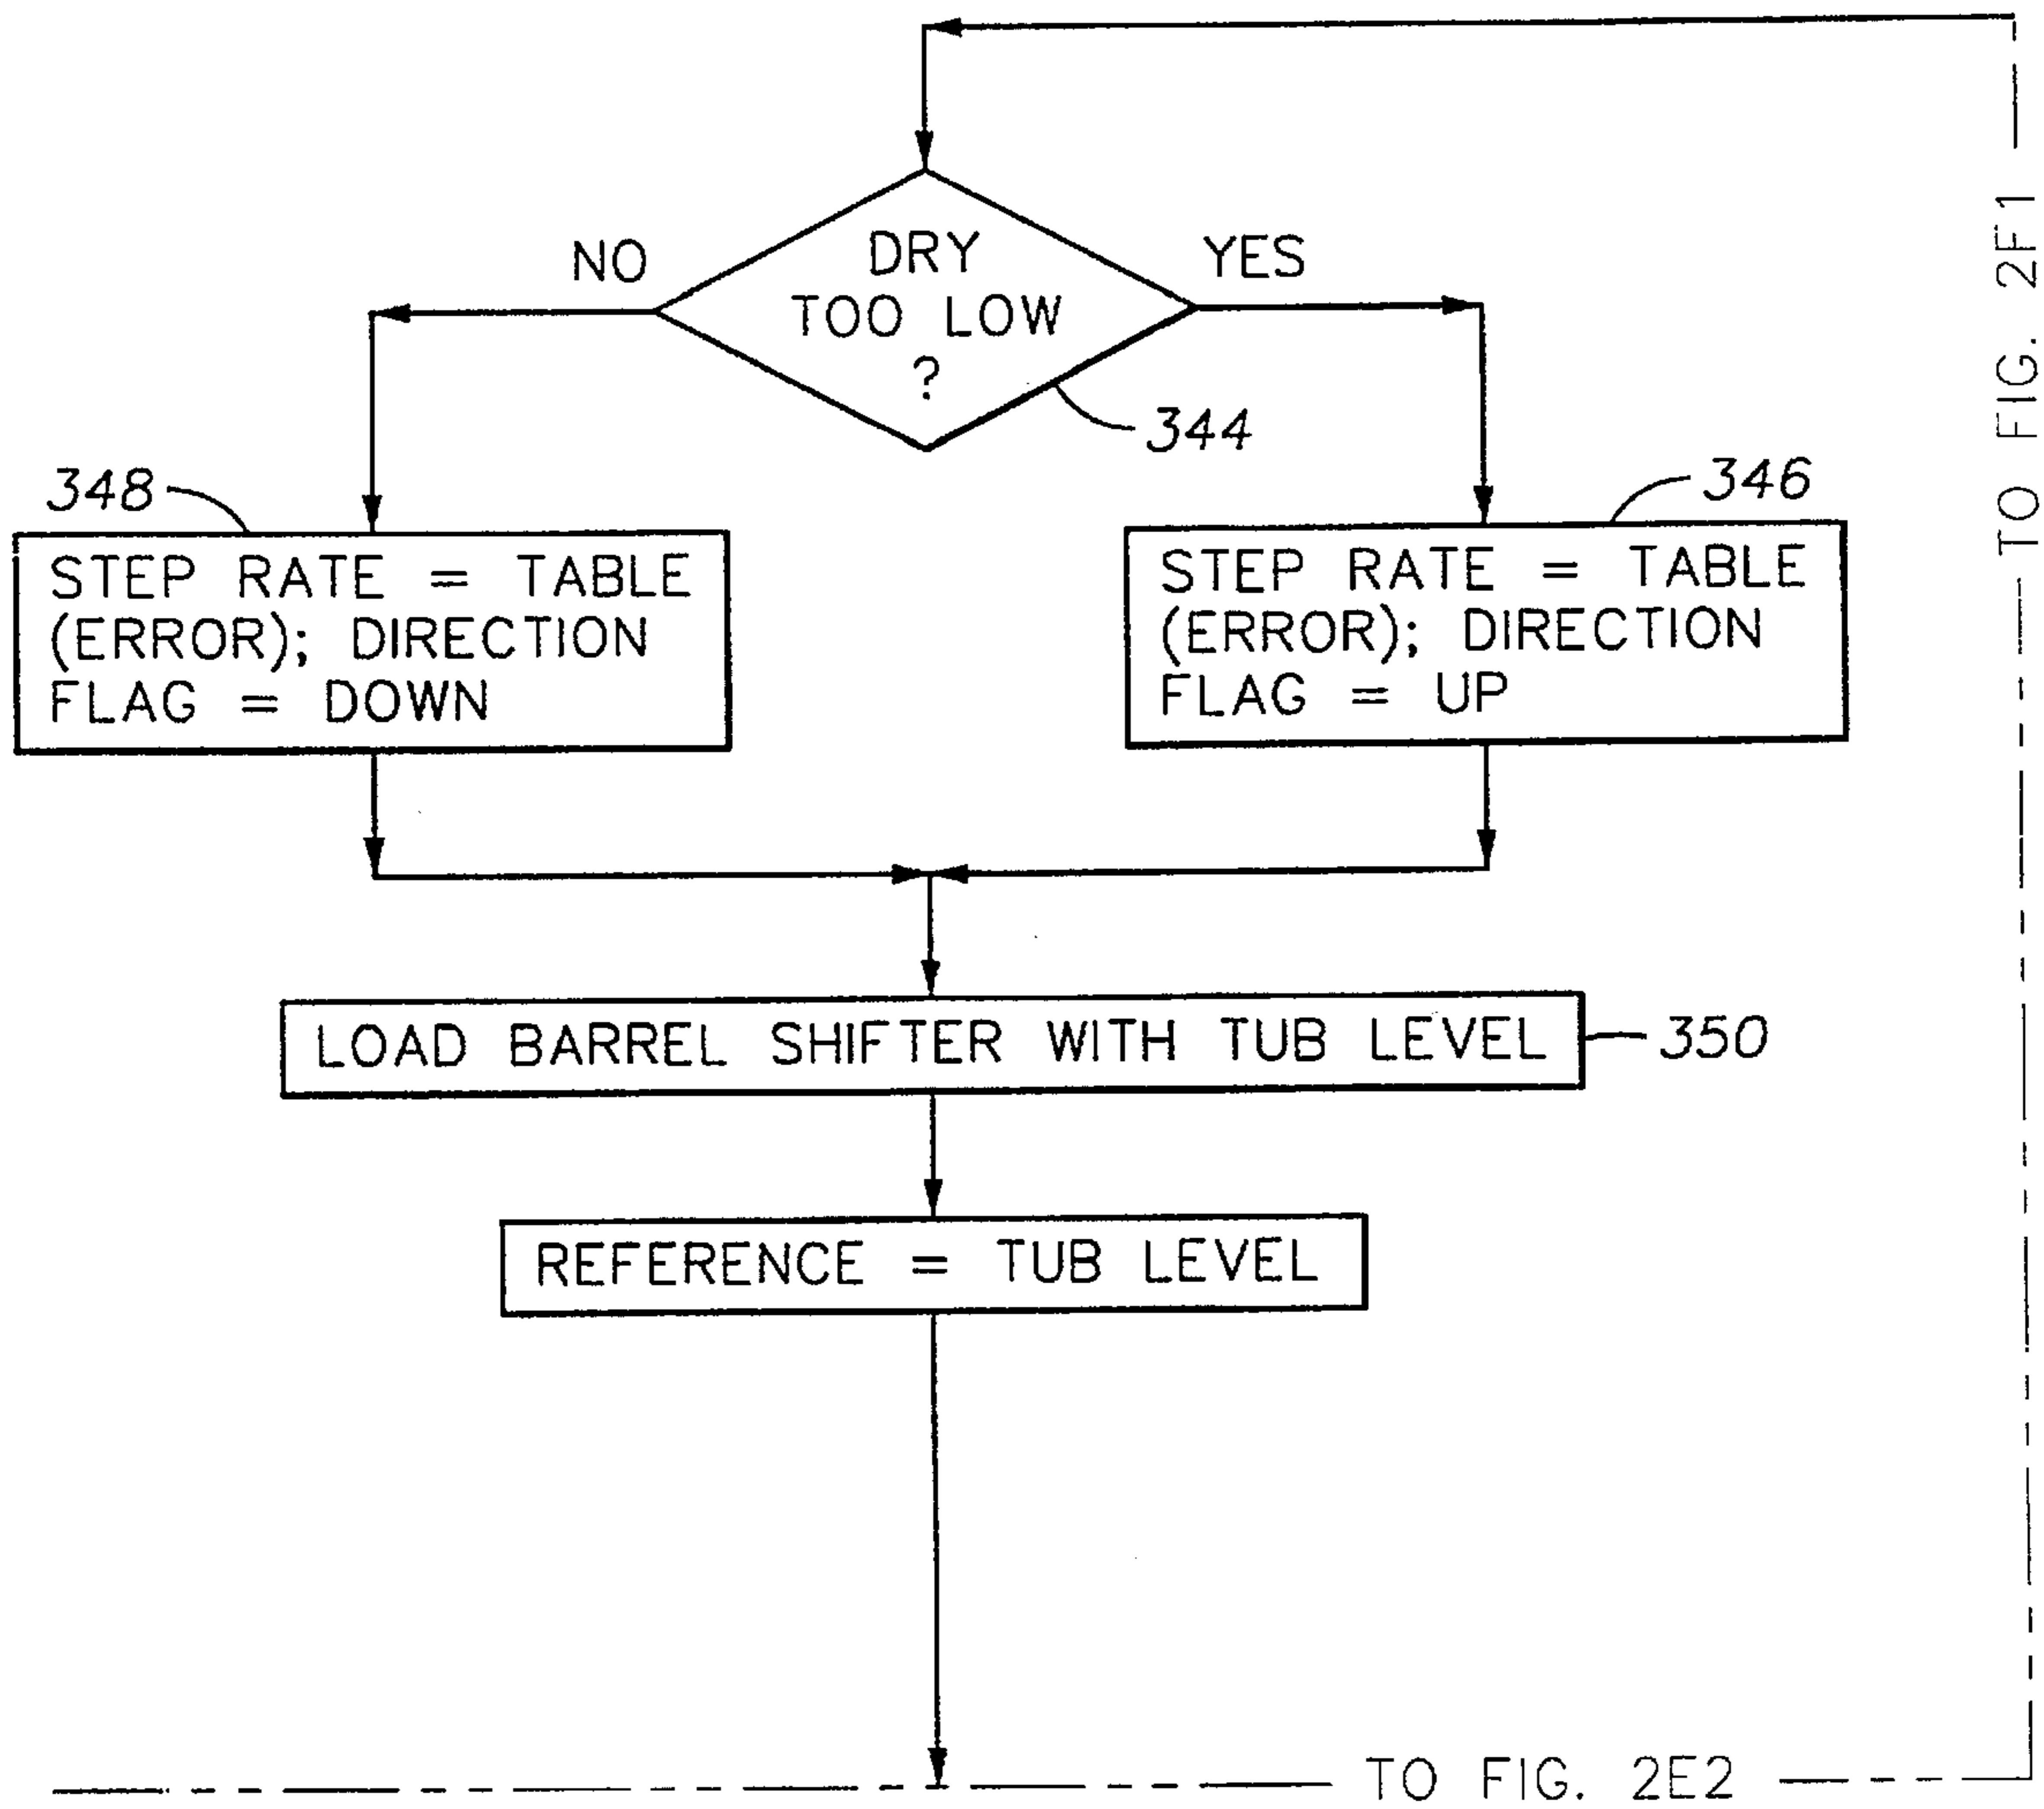 DRY
TOO LOW
?
NO
YES
344
348
346
STEP RATE = TABLE
(ERROR); DIRECTION
FLAG = DOWN
STEP RATE = TABLE
(ERROR); DIRECTION
FLAG = UP
LOAD BARREL SHIFTER WITH TUB LEVEL
350
REFERENCE = TUB LEVEL
TO FIG. 2F1
TO FIG. 2E2